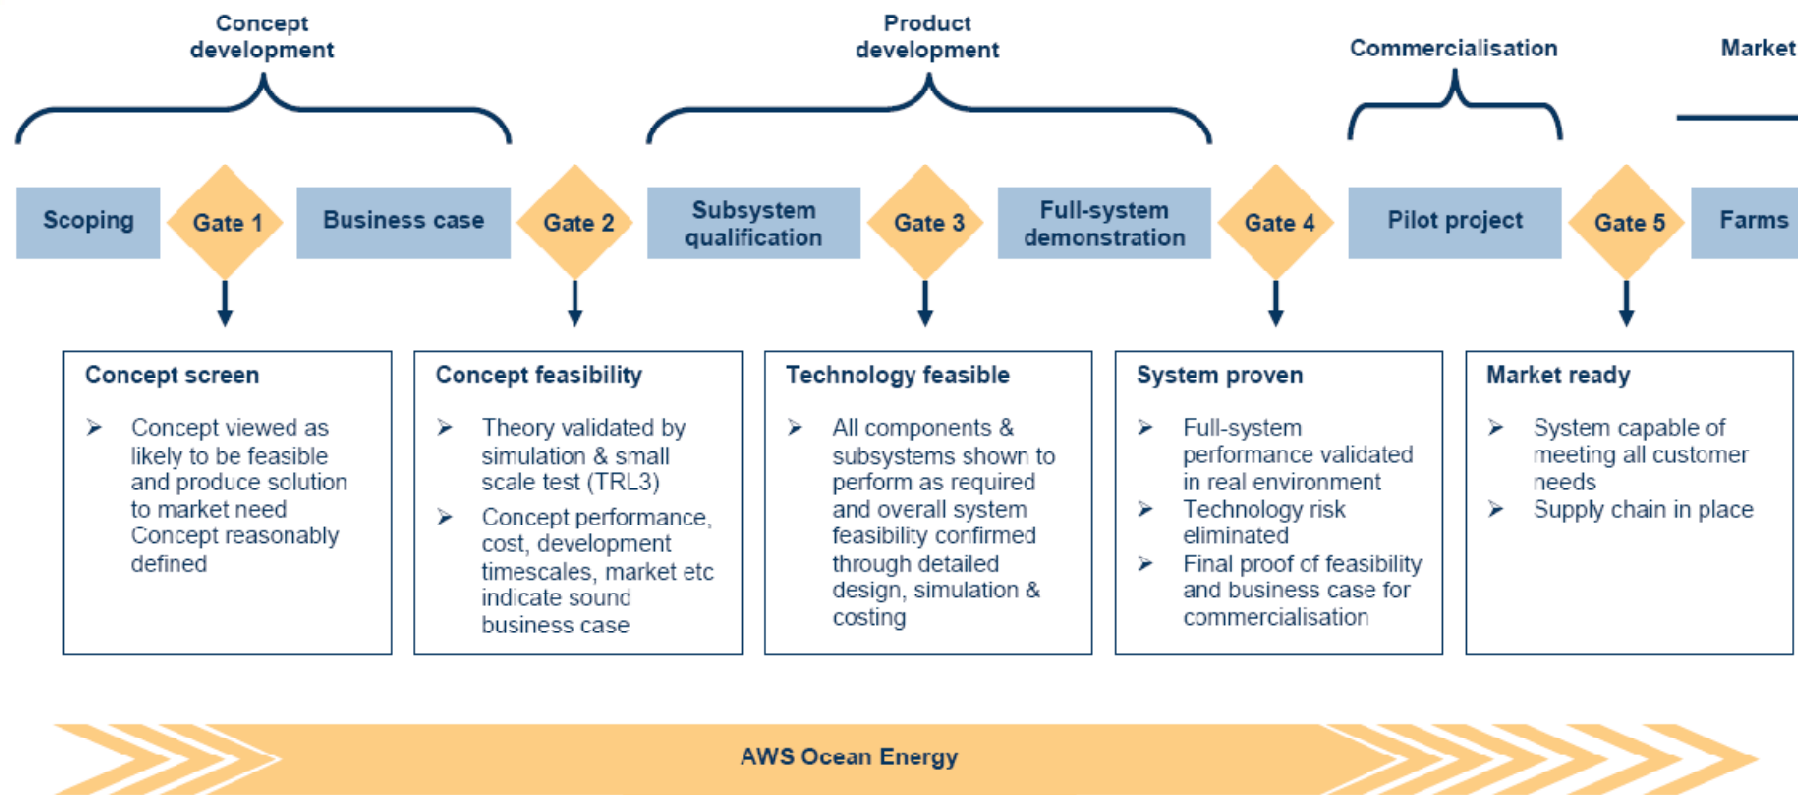 Concept
development
Product
development
Commercialisation
Market
Scoping
Gate 1
Business case
Gate 2
Subsystem
qualification
Gate 3
Full-system
demonstration
Gate 4
Pilot project
Gate 5
Farms
Concept screen
➢ Concept viewed as
likely to be feasible
and produce solution
to market need
Concept reasonably
defined
Concept feasibility
➢ Theory validated by
simulation & small
scale test (TRL3)
➢ Concept performance,
cost, development
timescales, market etc
indicate sound
business case
Technology feasible
➢ All components &
subsystems shown to
perform as required
and overall system
feasibility confirmed
through detailed
design, simulation &
costing
System proven
➢ Full-system
performance validated
in real environment
➢ Technology risk
eliminated
➢ Final proof of feasibility
and business case for
commercialisation
Market ready
➢ System capable of
meeting all customer
needs
➢ Supply chain in place
AWS Ocean Energy